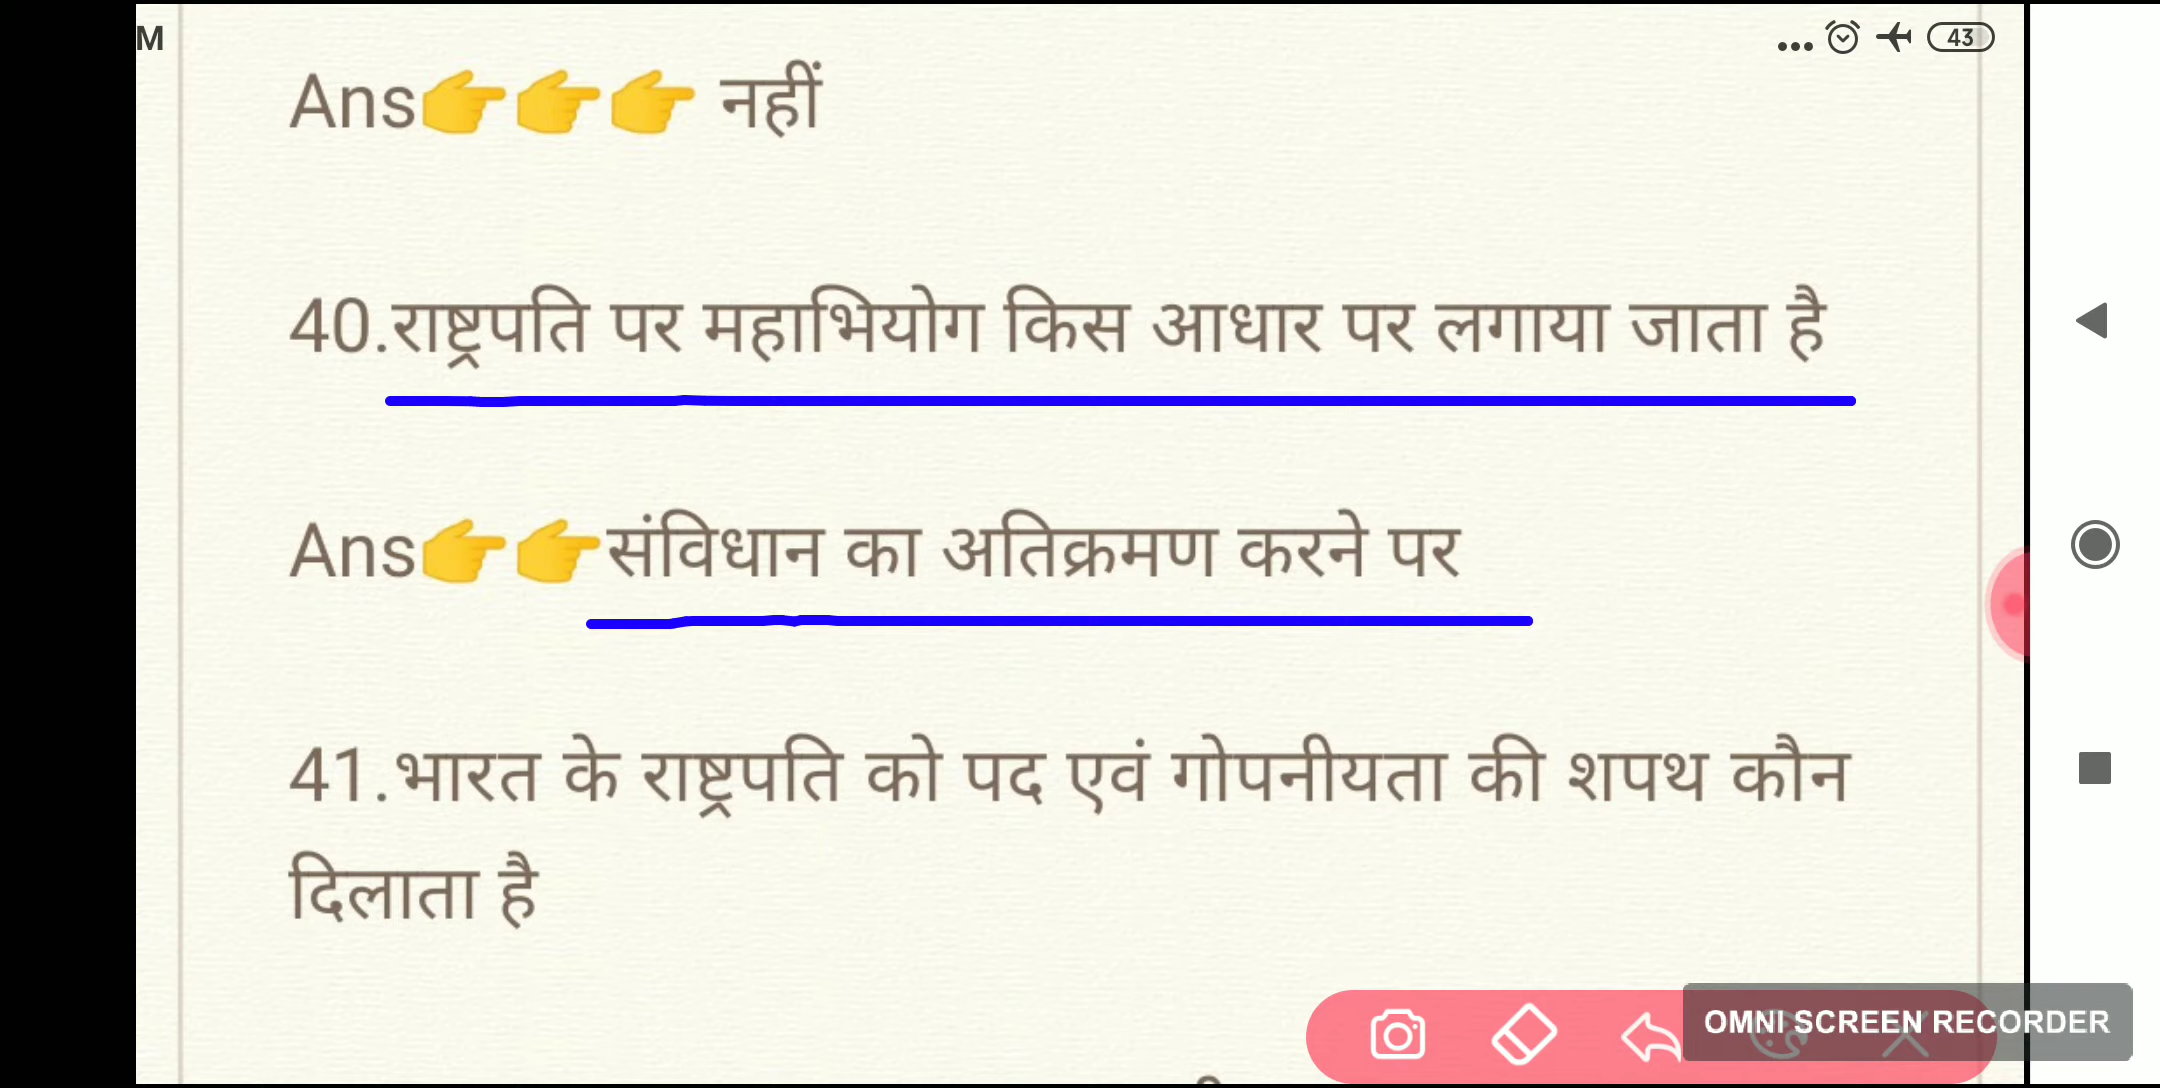 M
43
Ans👉👉👉 नहीं
40.राष्ट्रपति पर महाभियोग किस आधार पर लगाया जाता है
Ans👉👉संविधान का अतिक्रमण करने पर
41.भारत के राष्ट्रपति को पद एवं गोपनीयता की शपथ कौन
दिलाता है
OMNI SCREEN RECORDER